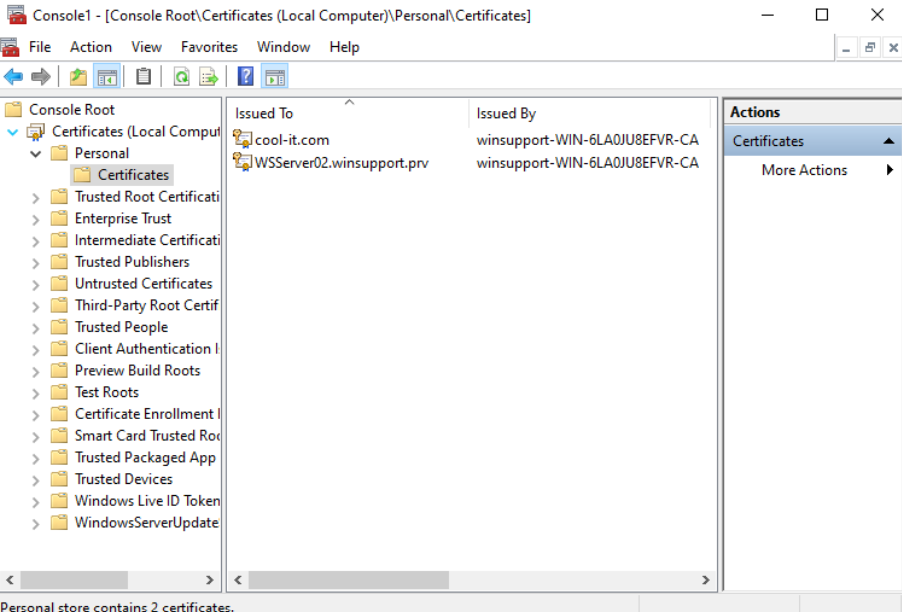 Console1 - [Console Root\Certificates (Local Computer)\Personal\Certificates]
File Action View Favorites Window Help
Console Root
Certificates (Local Comput
Personal
Certificates
Trusted Root Certificati
Enterprise Trust
Intermediate Certificati
Trusted Publishers
Untrusted Certificates
Third-Party Root Certif
Trusted People
Client Authentication I
Preview Build Roots
Test Roots
Certificate Enrollment
Smart Card Trusted Roo
Trusted Packaged App
Trusted Devices
Windows Live ID Token
WindowsServerUpdate
Issued To Issued By
cool-it.com winsupport-WIN-6LA0JU8EFVR-CA
WSServer02.winsupport.prv winsupport-WIN-6LA0JU8EFVR-CA
Actions
Certificates
More Actions
Personal store contains 2 certificates.